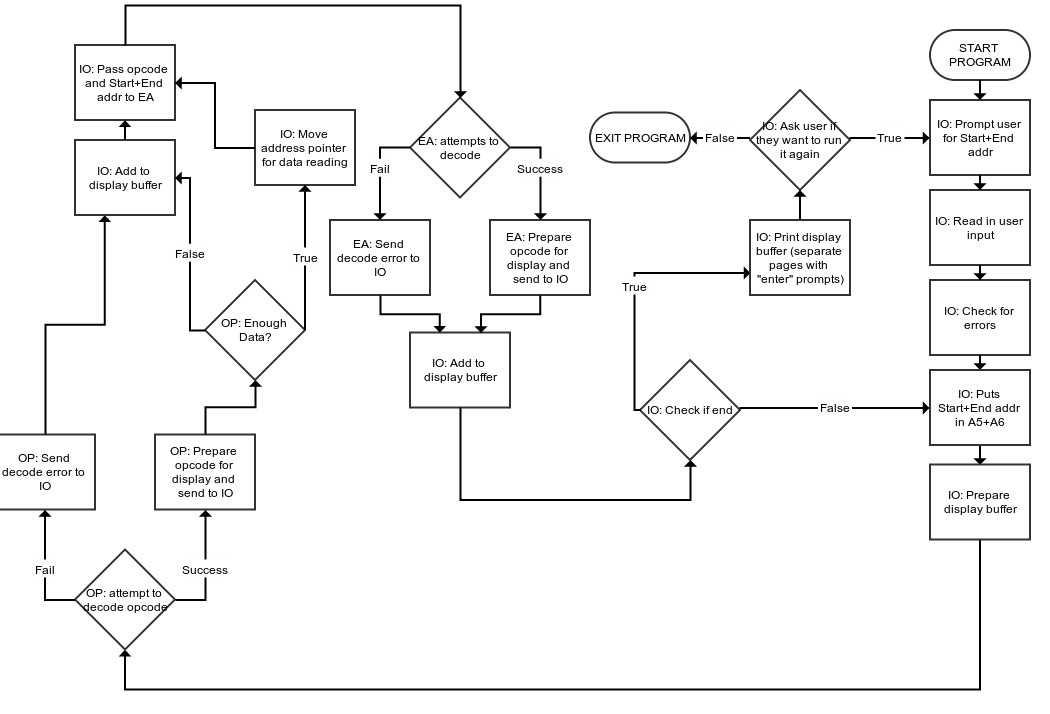 START
PROGRAM
IO: Pass opcode
and Start+End
addr to EA
IO: Move
address pointer
for data reading
EA: attempts to
decode
EXIT PROGRAM
False
IO: Ask user if
they want to run
it again
True
IO: Prompt user
for Start+End
addr
IO: Add to
display buffer
Fail
Success
IO: Read in user
input
False
True
EA: Send
decode error to
IO
EA: Prepare
opcode for
display and
send to IO
IO: Print display
buffer (separate
pages with
"enter" prompts)
True
IO: Check for
errors
OP: Enough
Data?
IO: Add to
display buffer
IO: Check if end
False
IO: Puts
Start+End addr
in A5+A6
OP: Send
decode error to
IO
OP: Prepare
opcode for
display and
send to IO
IO: Prepare
display buffer
Fail
Success
OP: attempt to
decode opcode